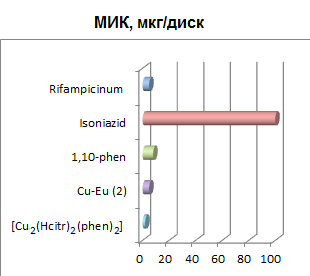 МИК, мкг/диск
Rifampicinum
Isoniazid
1,10-phen
Cu-Eu (2)
[Cu₂(Hcitr)₂(phen)₂]
0 20 40 60 80 100